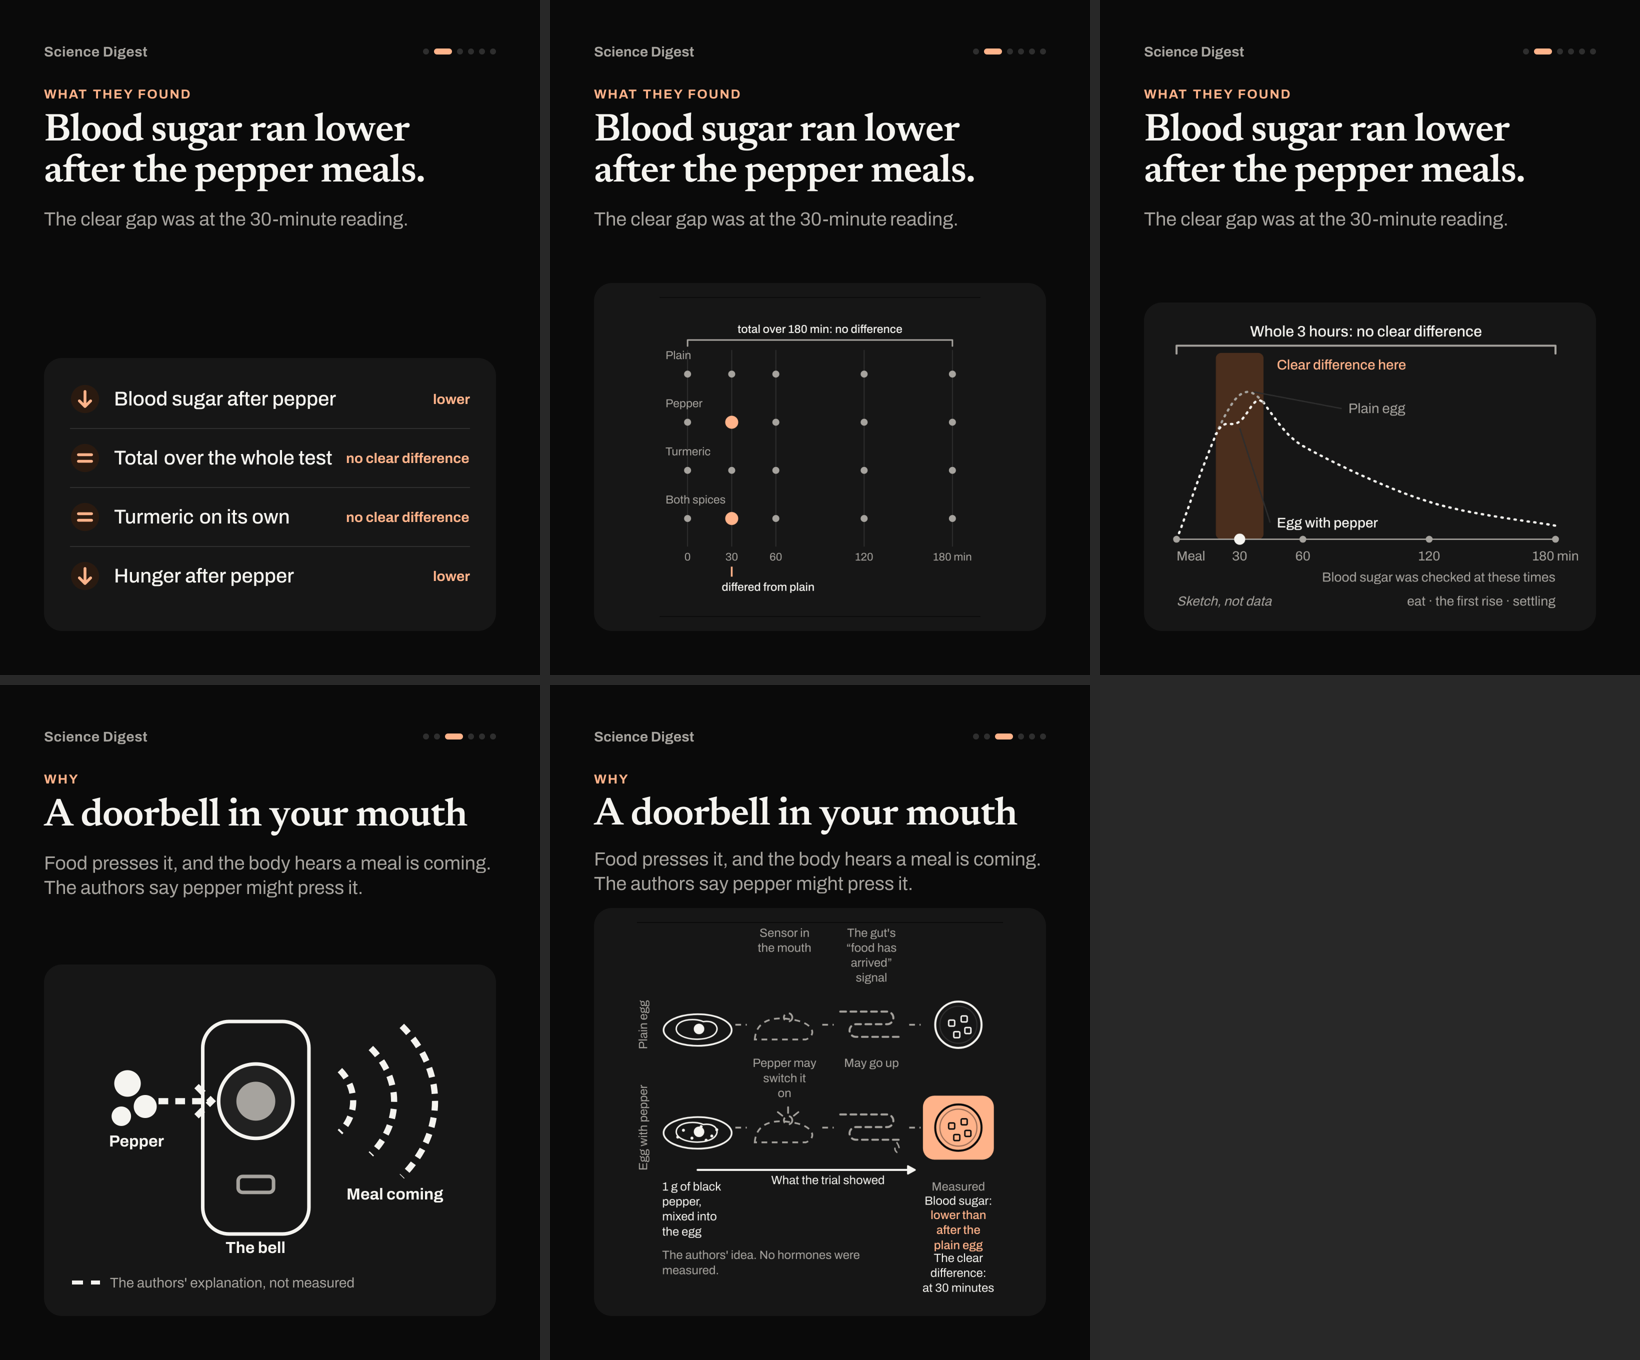 Science Digest
WHAT THEY FOUND
Blood sugar ran lower
after the pepper meals.
The clear gap was at the 30-minute reading.
Blood sugar after pepper lower
Total over the whole test no clear difference
Turmeric on its own no clear difference
Hunger after pepper lower
Science Digest
WHAT THEY FOUND
Blood sugar ran lower
after the pepper meals.
The clear gap was at the 30-minute reading.
total over 180 min: no difference
Plain
Pepper
Turmeric
Both spices
0 30 60 120 180 min
differed from plain
Science Digest
WHAT THEY FOUND
Blood sugar ran lower
after the pepper meals.
The clear gap was at the 30-minute reading.
Whole 3 hours: no clear difference
Clear difference here
Plain egg
Egg with pepper
Meal 30 60 120 180 min
Blood sugar was checked at these times
Sketch, not data eat · the first rise · settling
Science Digest
WHY
A doorbell in your mouth
Food presses it, and the body hears a meal is coming.
The authors say pepper might press it.
Pepper
Meal coming
The bell
The authors' explanation, not measured
Science Digest
WHY
A doorbell in your mouth
Food presses it, and the body hears a meal is coming.
The authors say pepper might press it.
Sensor in
the mouth
The gut's
“food has
arrived”
signal
Plain egg
Pepper may
switch it
on
May go up
Egg with pepper
What the trial showed
1 g of black
pepper,
mixed into
the egg
Measured
Blood sugar:
lower than
after the
plain egg
The clear
difference:
at 30 minutes
The authors' idea. No hormones were
measured.